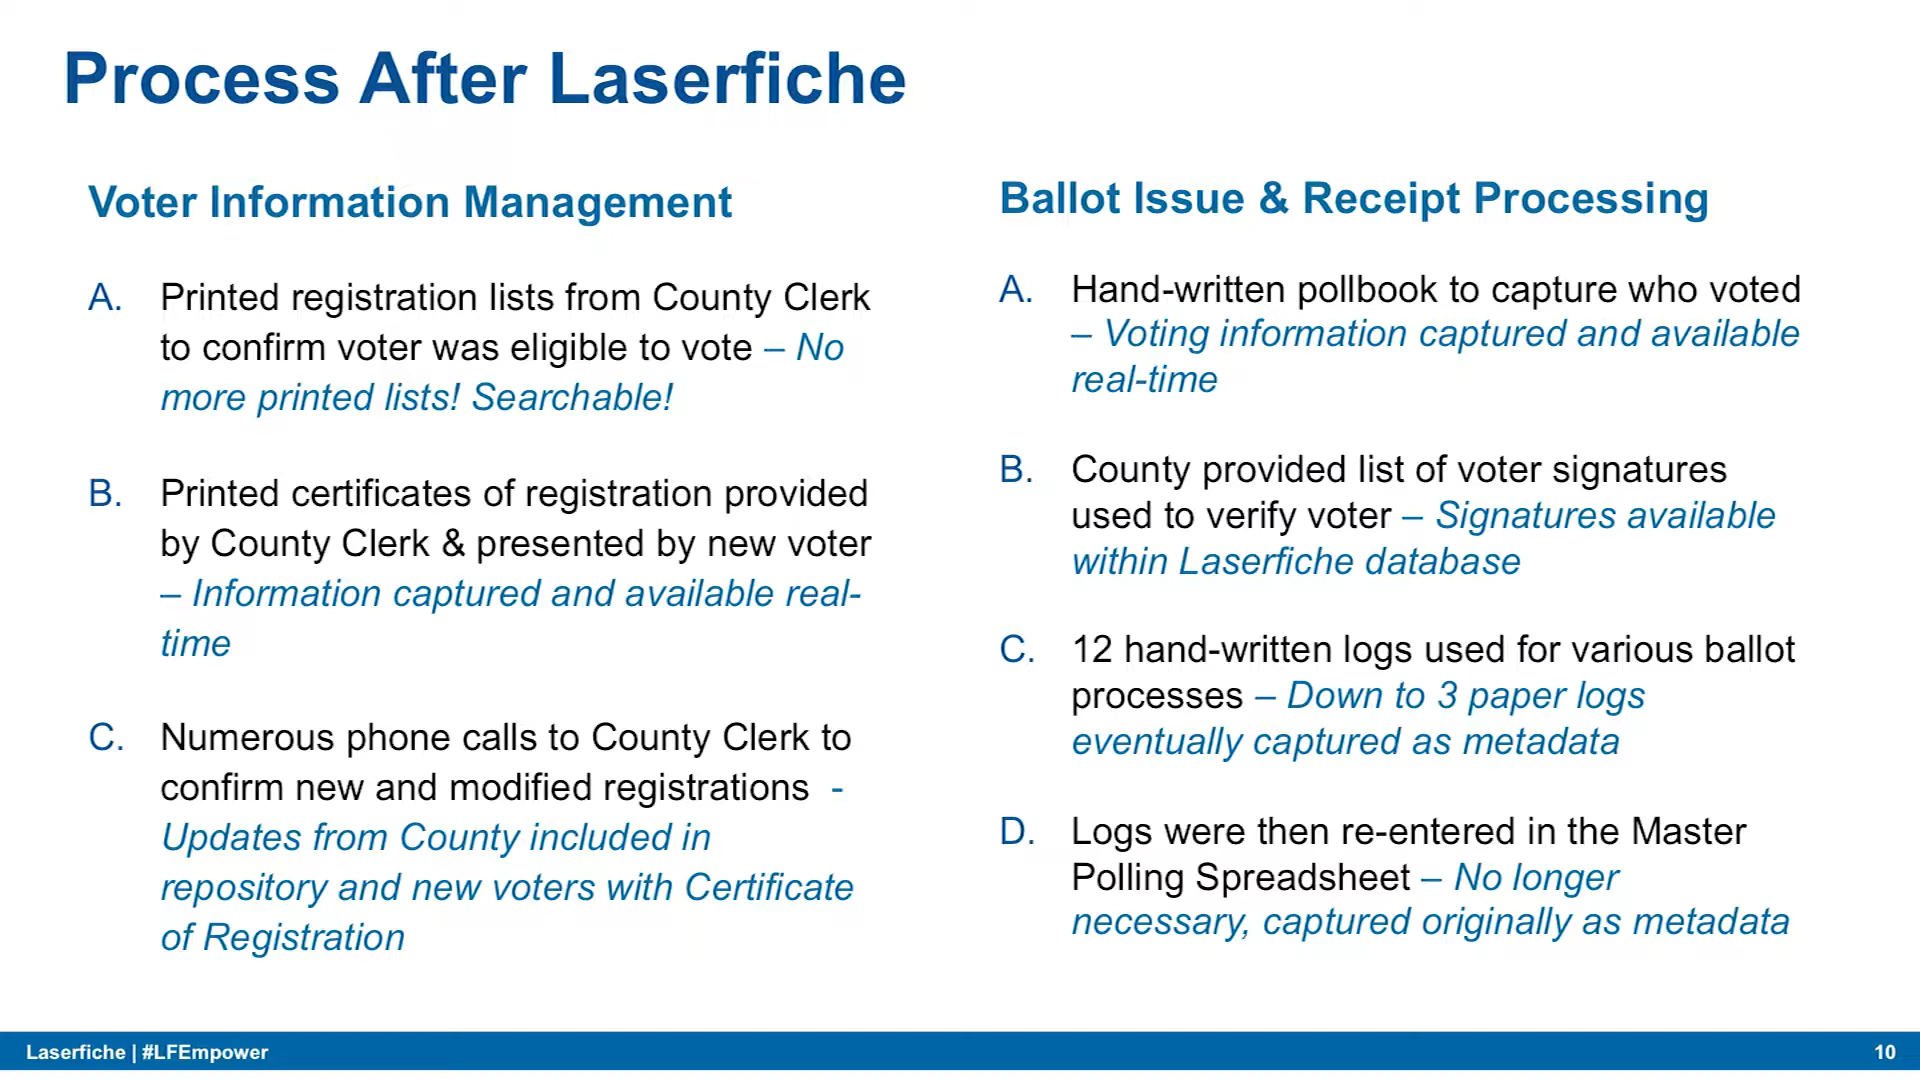 Process After Laserfiche
Voter Information Management
A. Printed registration lists from County Clerk
to confirm voter was eligible to vote – No
more printed lists! Searchable!
B. Printed certificates of registration provided
by County Clerk & presented by new voter
– Information captured and available real-
time
C. Numerous phone calls to County Clerk to
confirm new and modified registrations -
Updates from County included in
repository and new voters with Certificate
of Registration
Ballot Issue & Receipt Processing
A. Hand-written pollbook to capture who voted
– Voting information captured and available
real-time
B. County provided list of voter signatures
used to verify voter – Signatures available
within Laserfiche database
C. 12 hand-written logs used for various ballot
processes – Down to 3 paper logs
eventually captured as metadata
D. Logs were then re-entered in the Master
Polling Spreadsheet – No longer
necessary, captured originally as metadata
Laserfiche | #LFEmpower
10